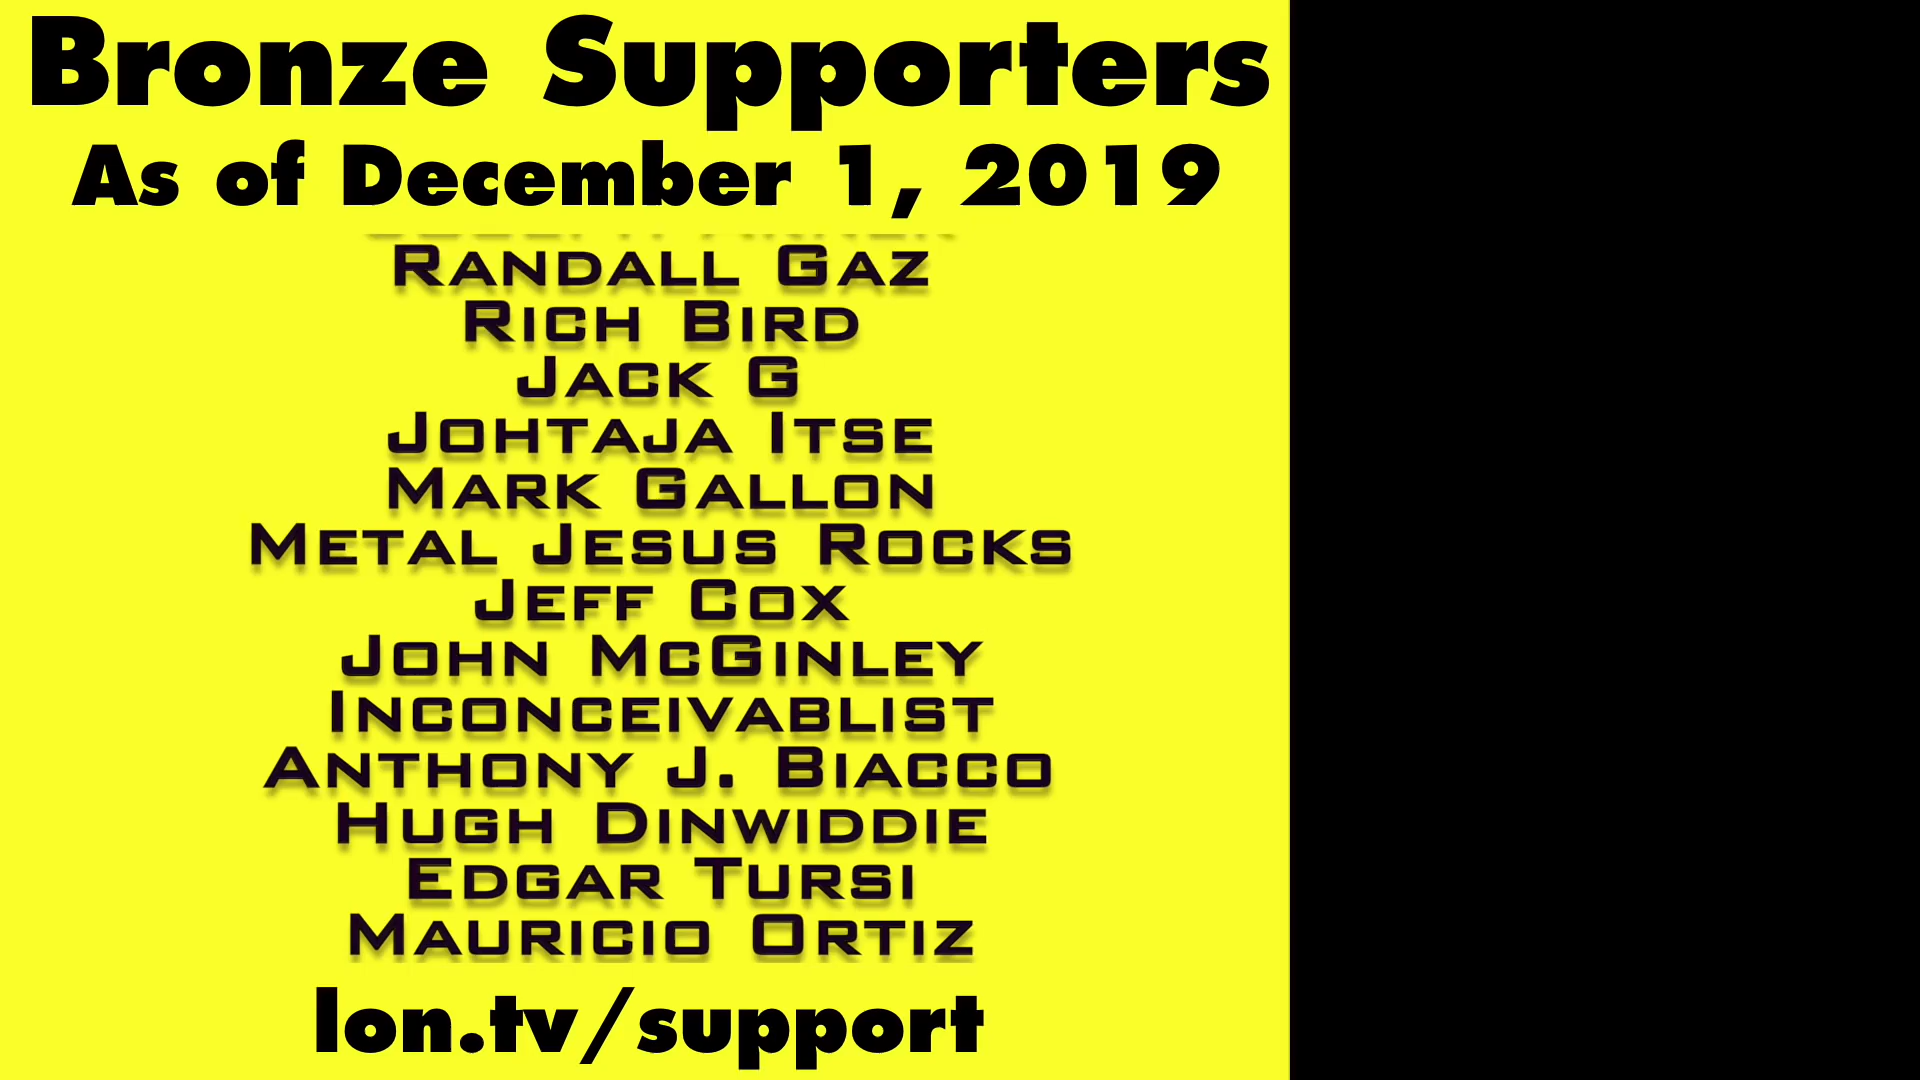 Bronze Supporters
As of December 1, 2019
Randall Gaz
Rich Bird
Jack G
Johtaja Itse
Mark Gallon
Metal Jesus Rocks
Jeff Cox
John McGinley
Inconceivablist
Anthony J. Biacco
Hugh Dinwiddie
Edgar Tursi
Mauricio Ortiz
lon.tv/support